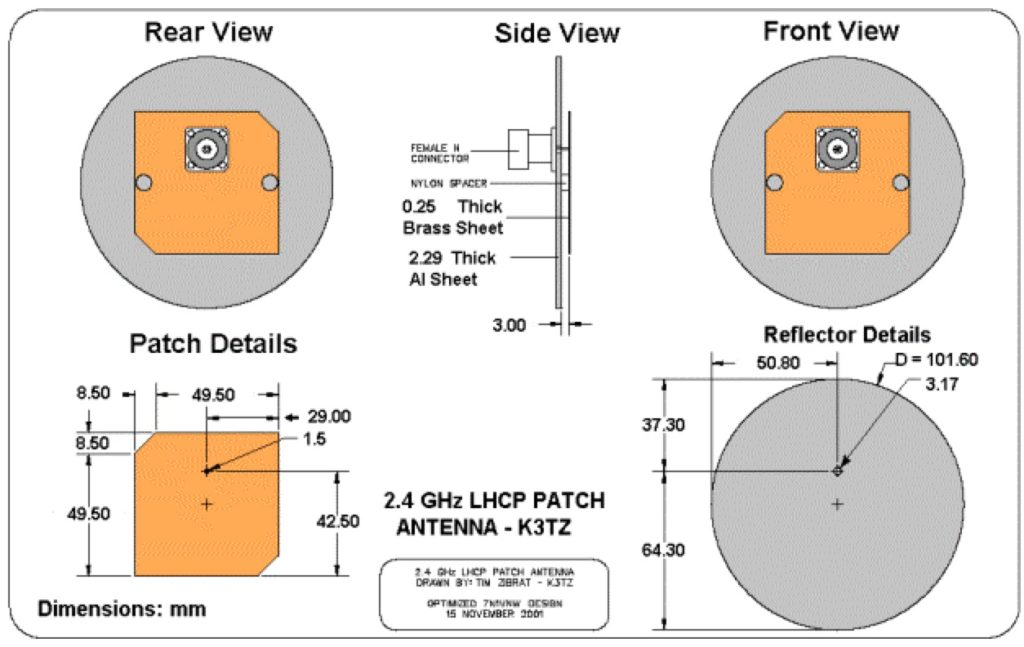 Rear View
Side View
Front View
FEMALE N
CONNECTOR
NYLON SPACER
0.25 Thick
Brass Sheet
2.29 Thick
Al Sheet
3.00
Patch Details
8.50
49.50
29.00
8.50
1.5
49.50
42.50
Reflector Details
50.80
D = 101.60
3.17
37.30
64.30
2.4 GHz LHCP PATCH
ANTENNA - K3TZ
2.4 GHz LHCP PATCH ANTENNA
DRAWN BY: TIM ZIBRAT - K3TZ
OPTIMIZED 7N1VNW DESIGN
15 NOVEMBER 2001
Dimensions: mm